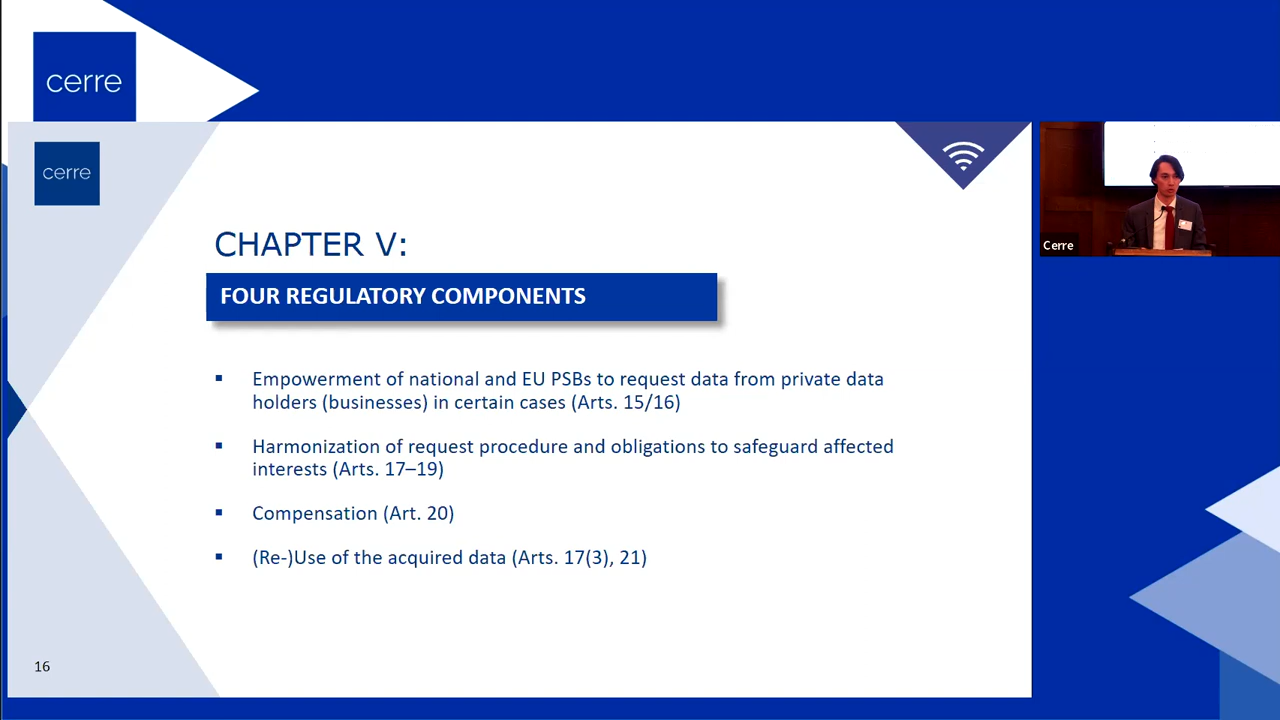 cerre
cerre
CHAPTER V:
FOUR REGULATORY COMPONENTS
▪ Empowerment of national and EU PSBs to request data from private data
holders (businesses) in certain cases (Arts. 15/16)
▪ Harmonization of request procedure and obligations to safeguard affected
interests (Arts. 17–19)
▪ Compensation (Art. 20)
▪ (Re-)Use of the acquired data (Arts. 17(3), 21)
16
Cerre